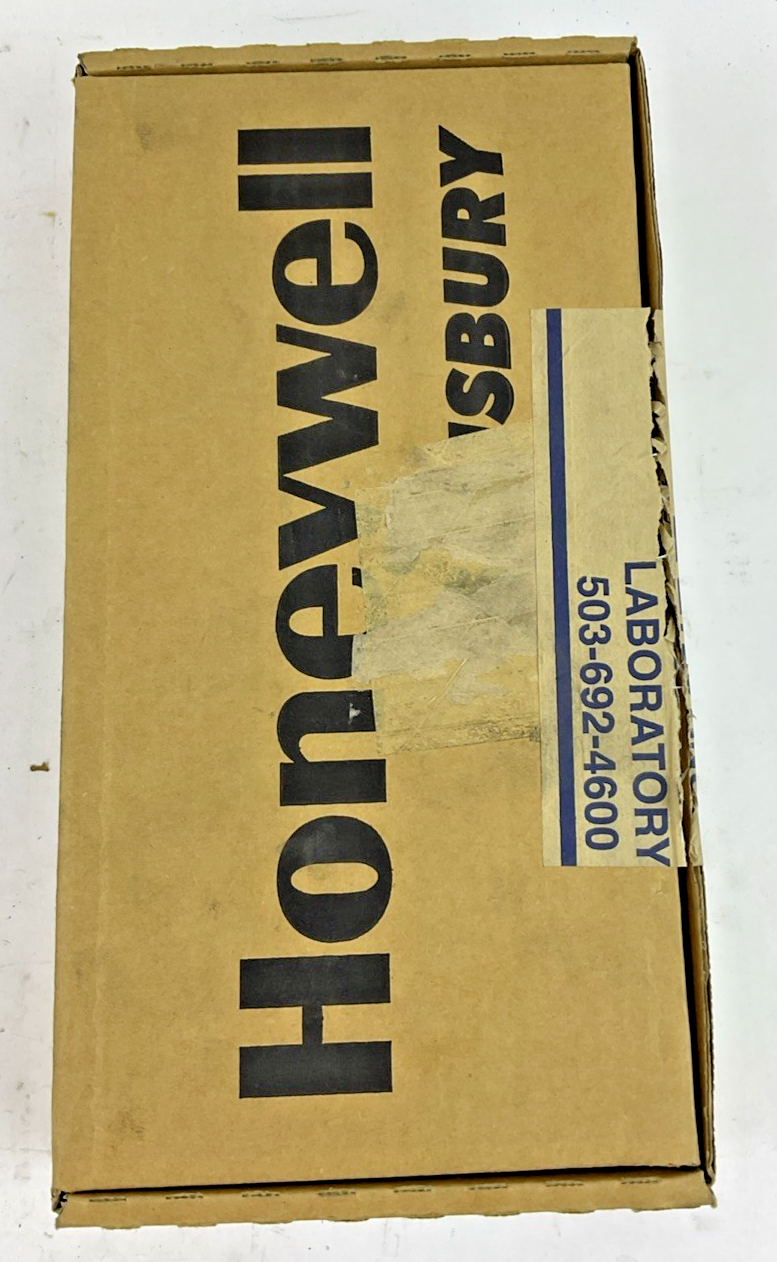 Honeywell
SBURY
LABORATORY
503-692-4600